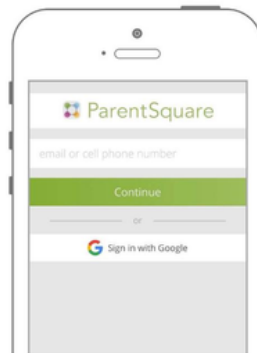 ParentSquare
email or cell phone number
Continue
or
Sign in with Google